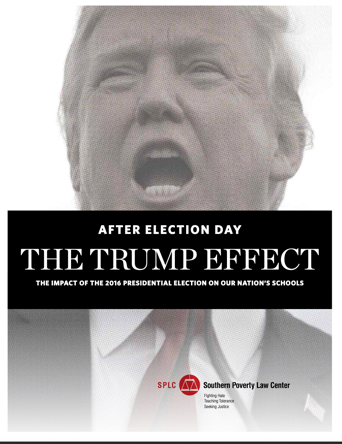 AFTER ELECTION DAY
THE TRUMP EFFECT
THE IMPACT OF THE 2016 PRESIDENTIAL ELECTION ON OUR NATION'S SCHOOLS
SPLC Southern Poverty Law Center
Fighting Hate
Teaching Tolerance
Seeking Justice